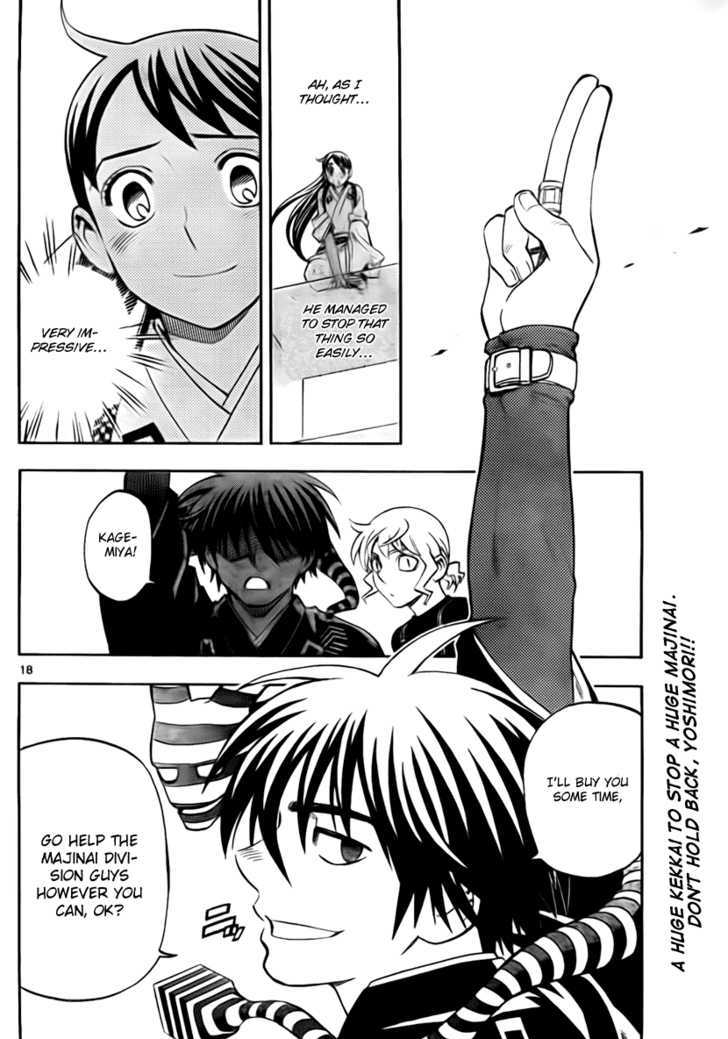 AH, AS I
THOUGHT...
HE MANAGED
TO STOP THAT
THING SO
EASILY...
VERY IM-
PRESSIVE...
KAGE-
MIYA!
18
I'LL BUY YOU
SOME TIME,
GO HELP THE
MAJINAI DIVI-
SION GUYS
HOWEVER YOU
CAN, OK?
A HUGE KEKKAI TO STOP A HUGE MAJINAI.
DON'T HOLD BACK, YOSHIMORI!!